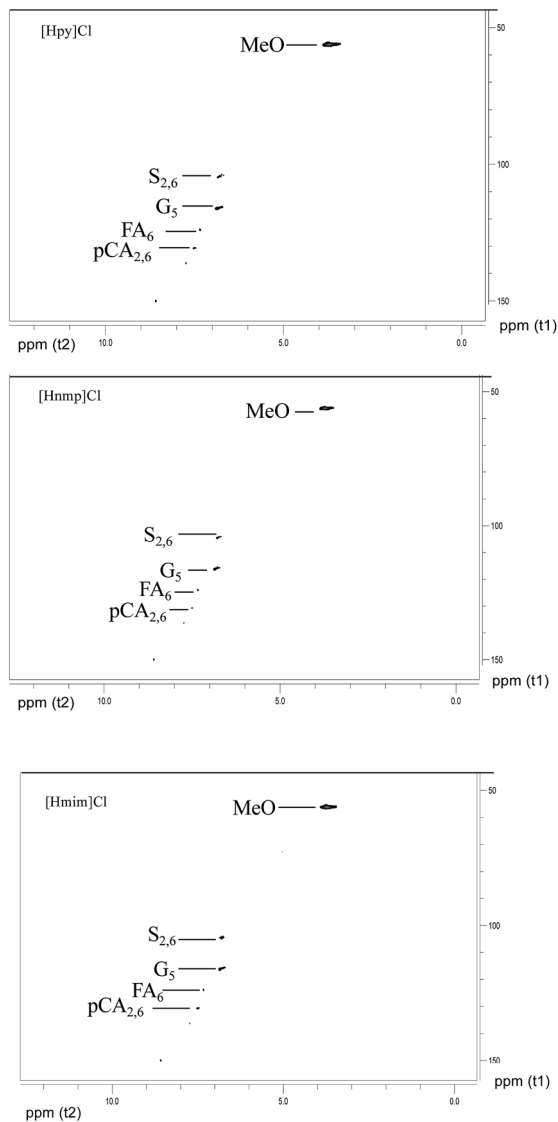 [Hpy]Cl
MeO
50
S2,6
100
G5
FA6
pCA2,6
150
ppm (t1)
10.0
5.0
0.0
ppm (t2)
[Hnmp]Cl
MeO
50
S2,6
100
G5
FA6
pCA2,6
150
ppm (t1)
10.0
5.0
0.0
ppm (t2)
[Hmim]Cl
MeO
50
S2,6
100
G5
FA6
pCA2,6
150
ppm (t1)
10.0
5.0
0.0
ppm (t2)